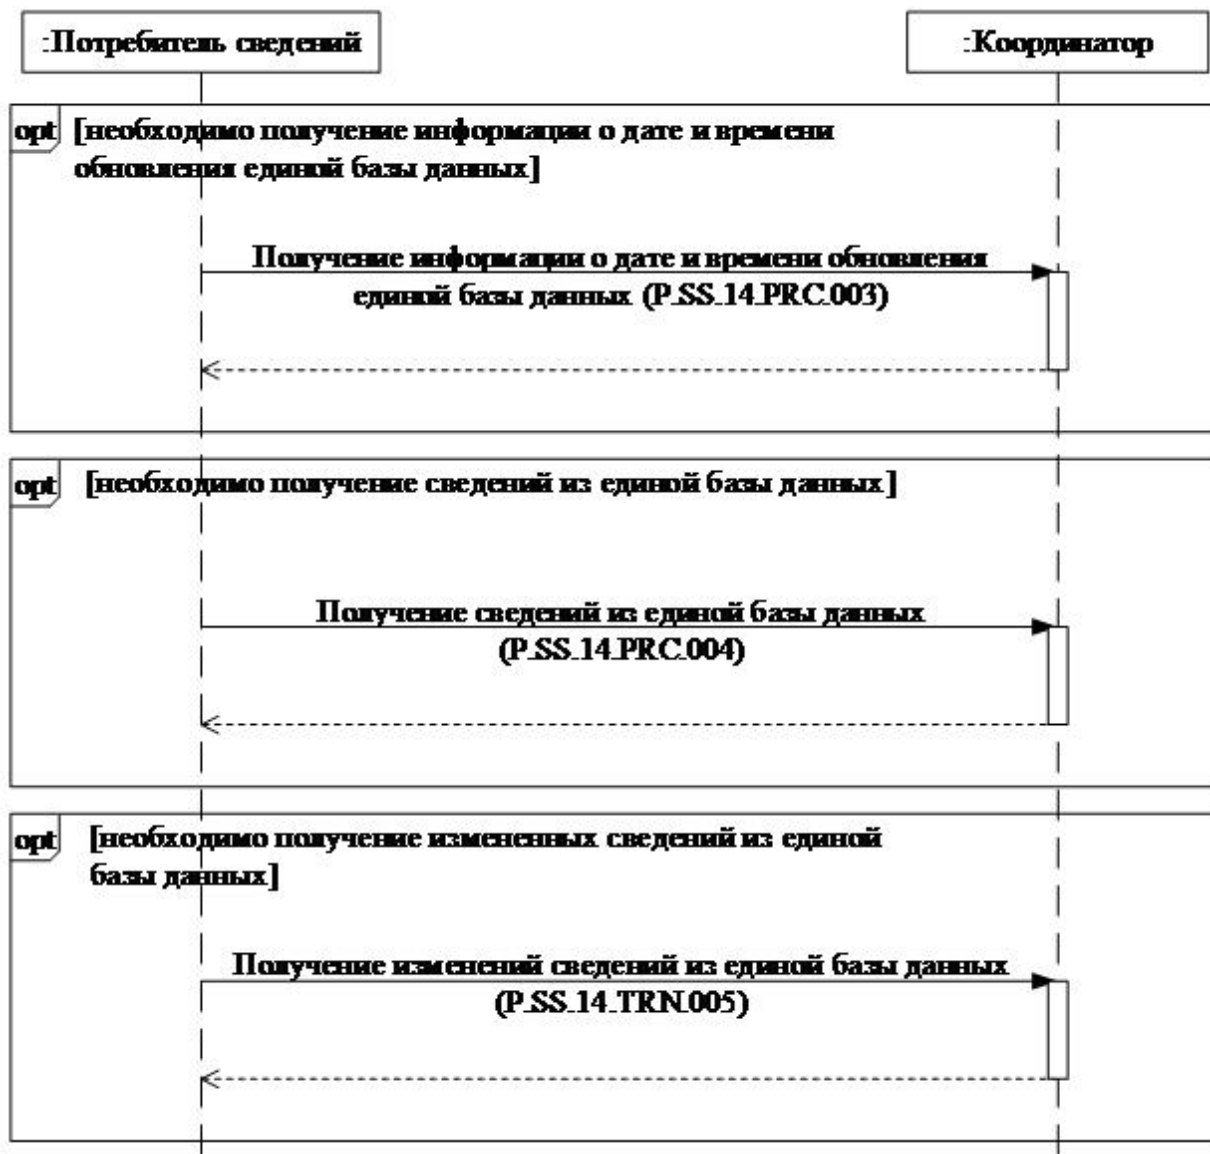 :Потребитель сведений
:Координатор
opt
[необходимо получение информации о дате и времени
обновления единой базы данных]
Получение информации о дате и времени обновления
единой базы данных (P.SS.14.PRC.003)
opt
[необходимо получение сведений из единой базы данных]
Получение сведений из единой базы данных
(P.SS.14.PRC.004)
opt
[необходимо получение измененных сведений из единой
базы данных]
Получение изменений сведений из единой базы данных
(P.SS.14.TRN.005)